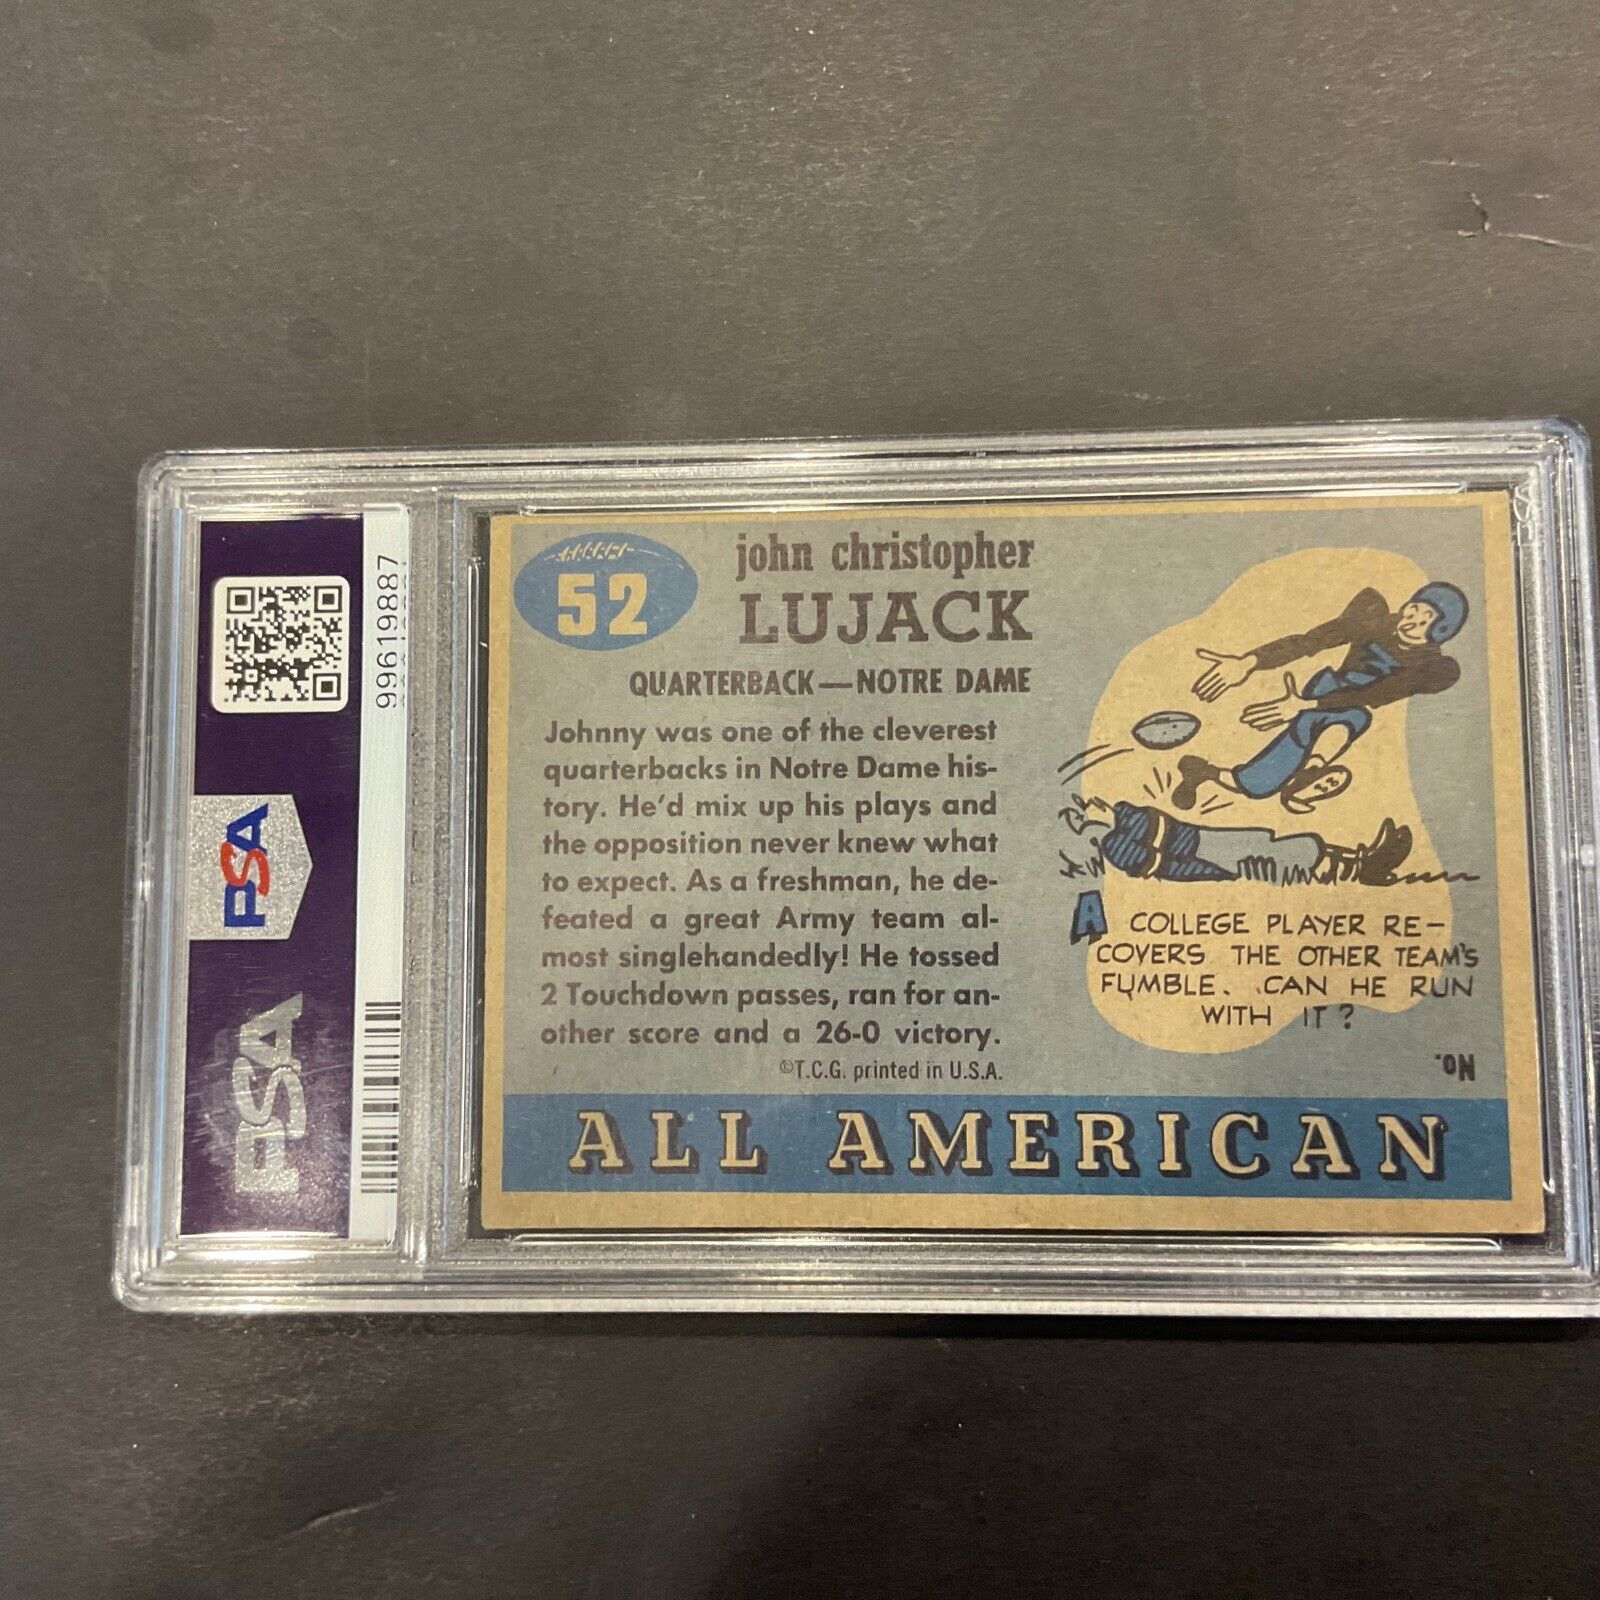 52
john christopher
LUJACK
QUARTERBACK—NOTRE DAME
Johnny was one of the cleverest
quarterbacks in Notre Dame his-
tory. He'd mix up his plays and
the opposition never knew what
to expect. As a freshman, he de-
feated a great Army team al-
most singlehandedly! He tossed
2 Touchdown passes, ran for an-
other score and a 26-0 victory.
©T.C.G. printed in U.S.A.
A COLLEGE PLAYER RE-
COVERS THE OTHER TEAM'S
FUMBLE. CAN HE RUN
WITH IT?
NO.
ALL AMERICAN
99619887
PSA
PSA